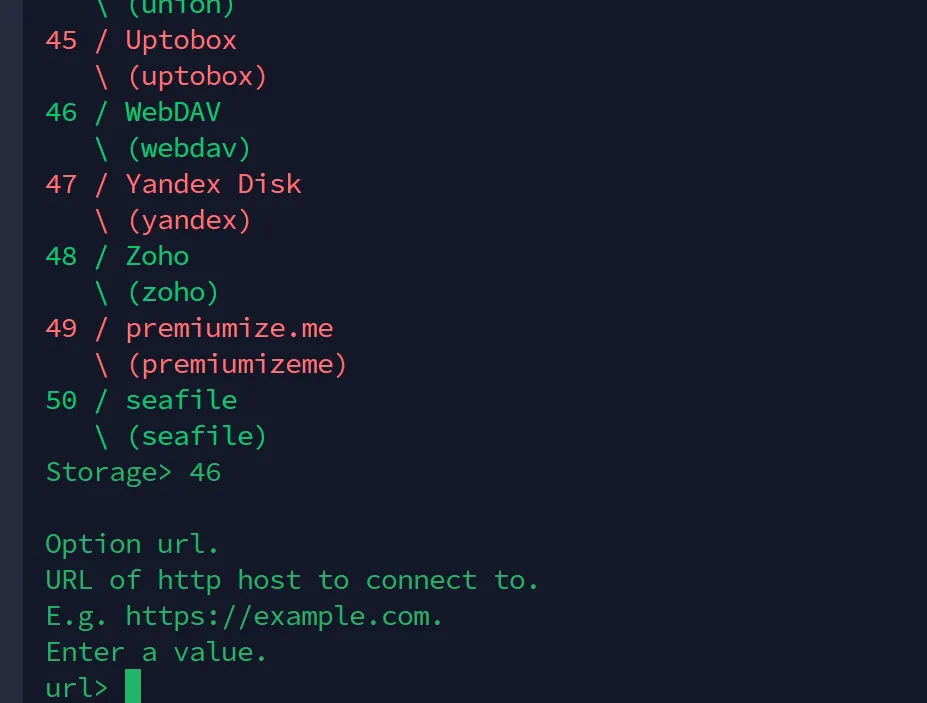 \ (union)
45 / Uptobox
\ (uptobox)
46 / WebDAV
\ (webdav)
47 / Yandex Disk
\ (yandex)
48 / Zoho
\ (zoho)
49 / premiumize.me
\ (premiumizeme)
50 / seafile
\ (seafile)
Storage> 46
Option url.
URL of http host to connect to.
E.g. https://example.com.
Enter a value.
url>